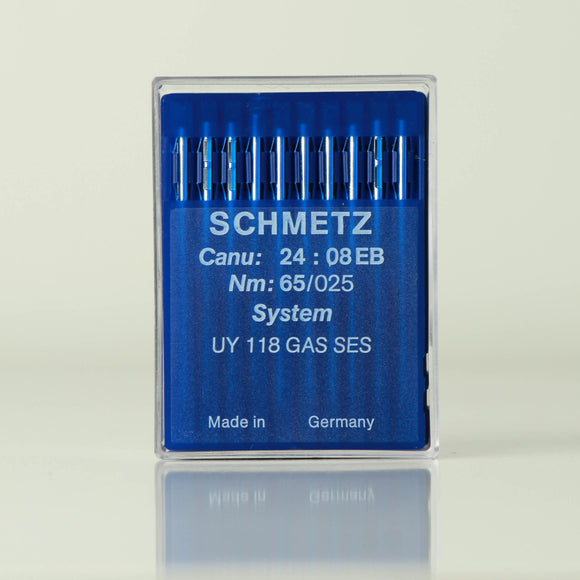 SCHMETZ
Canu: 24 : 08 EB
Nm: 65/025
System
UY 118 GAS SES
Made in Germany